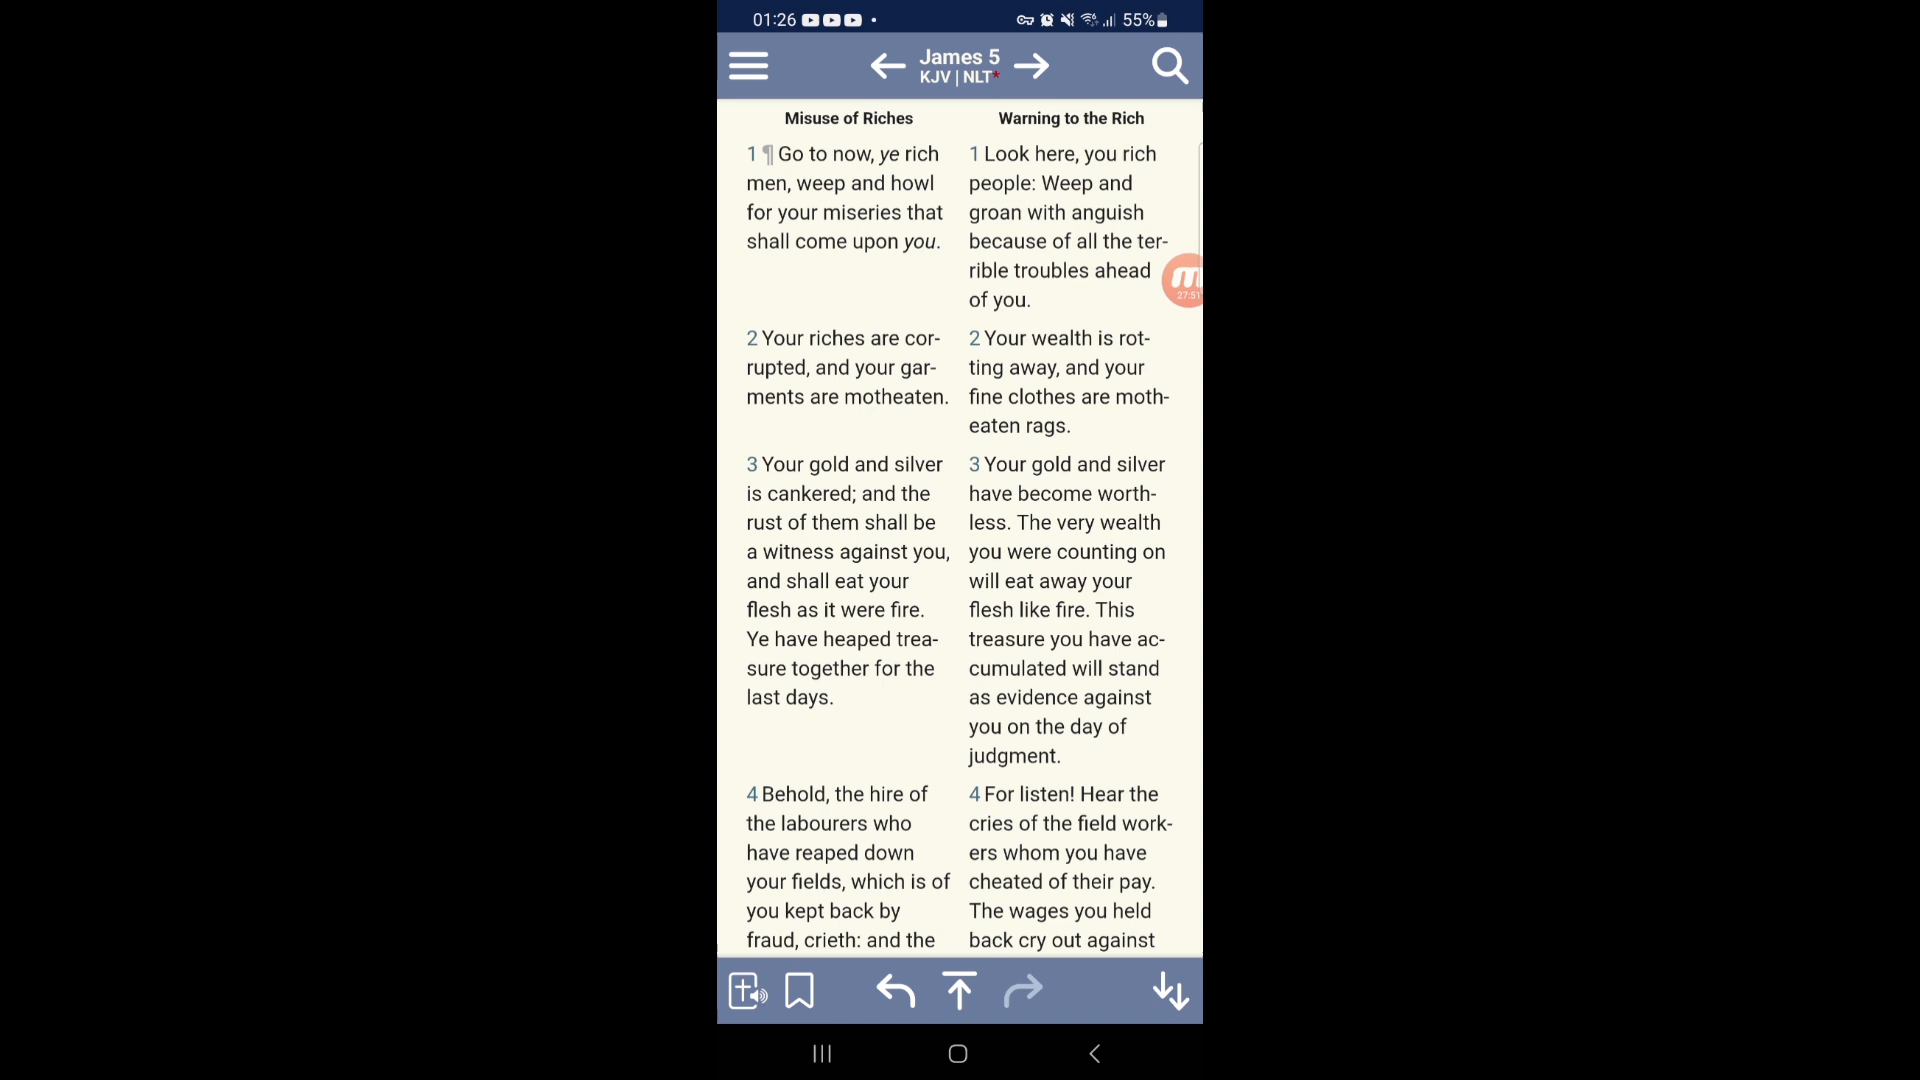 01:26
55%
James 5
KJV | NLT*
Misuse of Riches
1 ¶ Go to now, ye rich
men, weep and howl
for your miseries that
shall come upon you.
2 Your riches are cor-
rupted, and your gar-
ments are motheaten.
3 Your gold and silver
is cankered; and the
rust of them shall be
a witness against you,
and shall eat your
flesh as it were fire.
Ye have heaped trea-
sure together for the
last days.
4 Behold, the hire of
the labourers who
have reaped down
your fields, which is of
you kept back by
fraud, crieth: and the
Warning to the Rich
1 Look here, you rich
people: Weep and
groan with anguish
because of all the ter-
rible troubles ahead
of you.
2 Your wealth is rot-
ting away, and your
fine clothes are moth-
eaten rags.
3 Your gold and silver
have become worth-
less. The very wealth
you were counting on
will eat away your
flesh like fire. This
treasure you have ac-
cumulated will stand
as evidence against
you on the day of
judgment.
4 For listen! Hear the
cries of the field work-
ers whom you have
cheated of their pay.
The wages you held
back cry out against
27:51